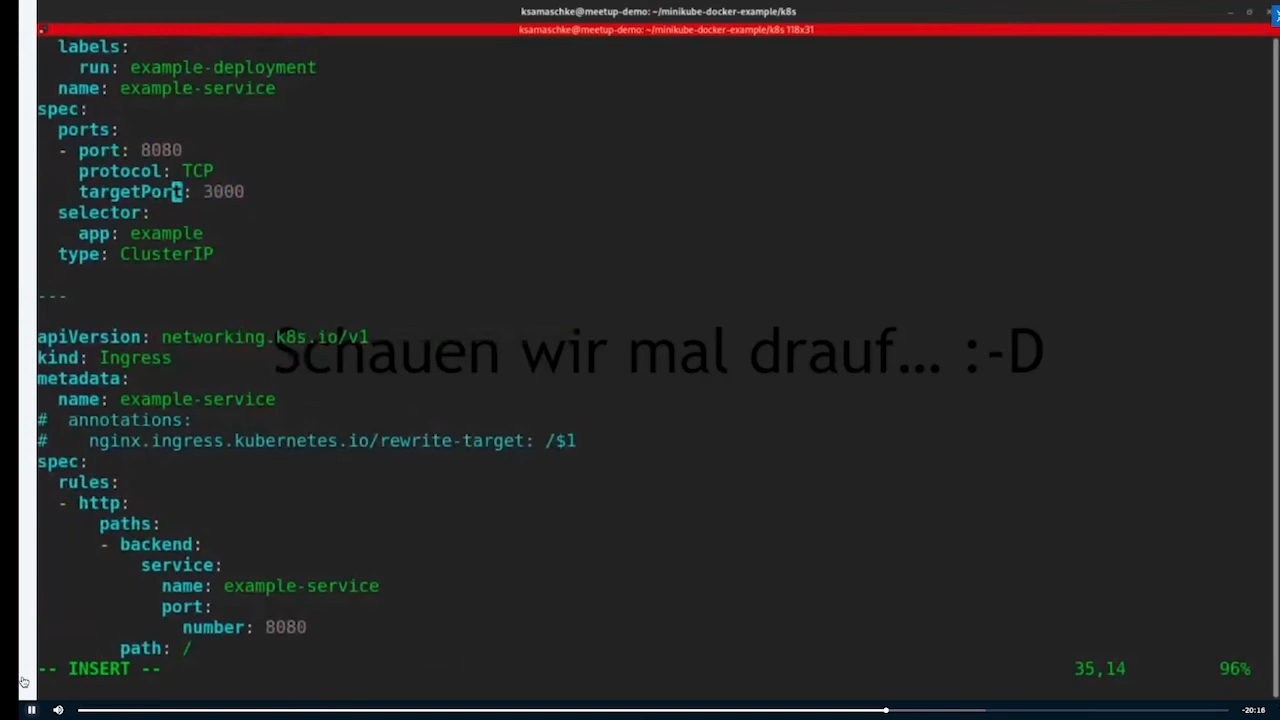 ksamaschke@meetup-demo: ~/minikube-docker-example/k8s
ksamaschke@meetup-demo: ~/minikube-docker-example/k8s 118x31
labels:
run: example-deployment
name: example-service
spec:
ports:
- port: 8080
protocol: TCP
targetPort: 3000
selector:
app: example
type: ClusterIP
---
apiVersion: networking.k8s.io/v1
Schauen wir mal drauf... :-D
kind: Ingress
metadata:
name: example-service
# annotations:
# nginx.ingress.kubernetes.io/rewrite-target: /$1
spec:
rules:
- http:
paths:
- backend:
service:
name: example-service
port:
number: 8080
path: /
-- INSERT -- 35,14 96%
-20:16